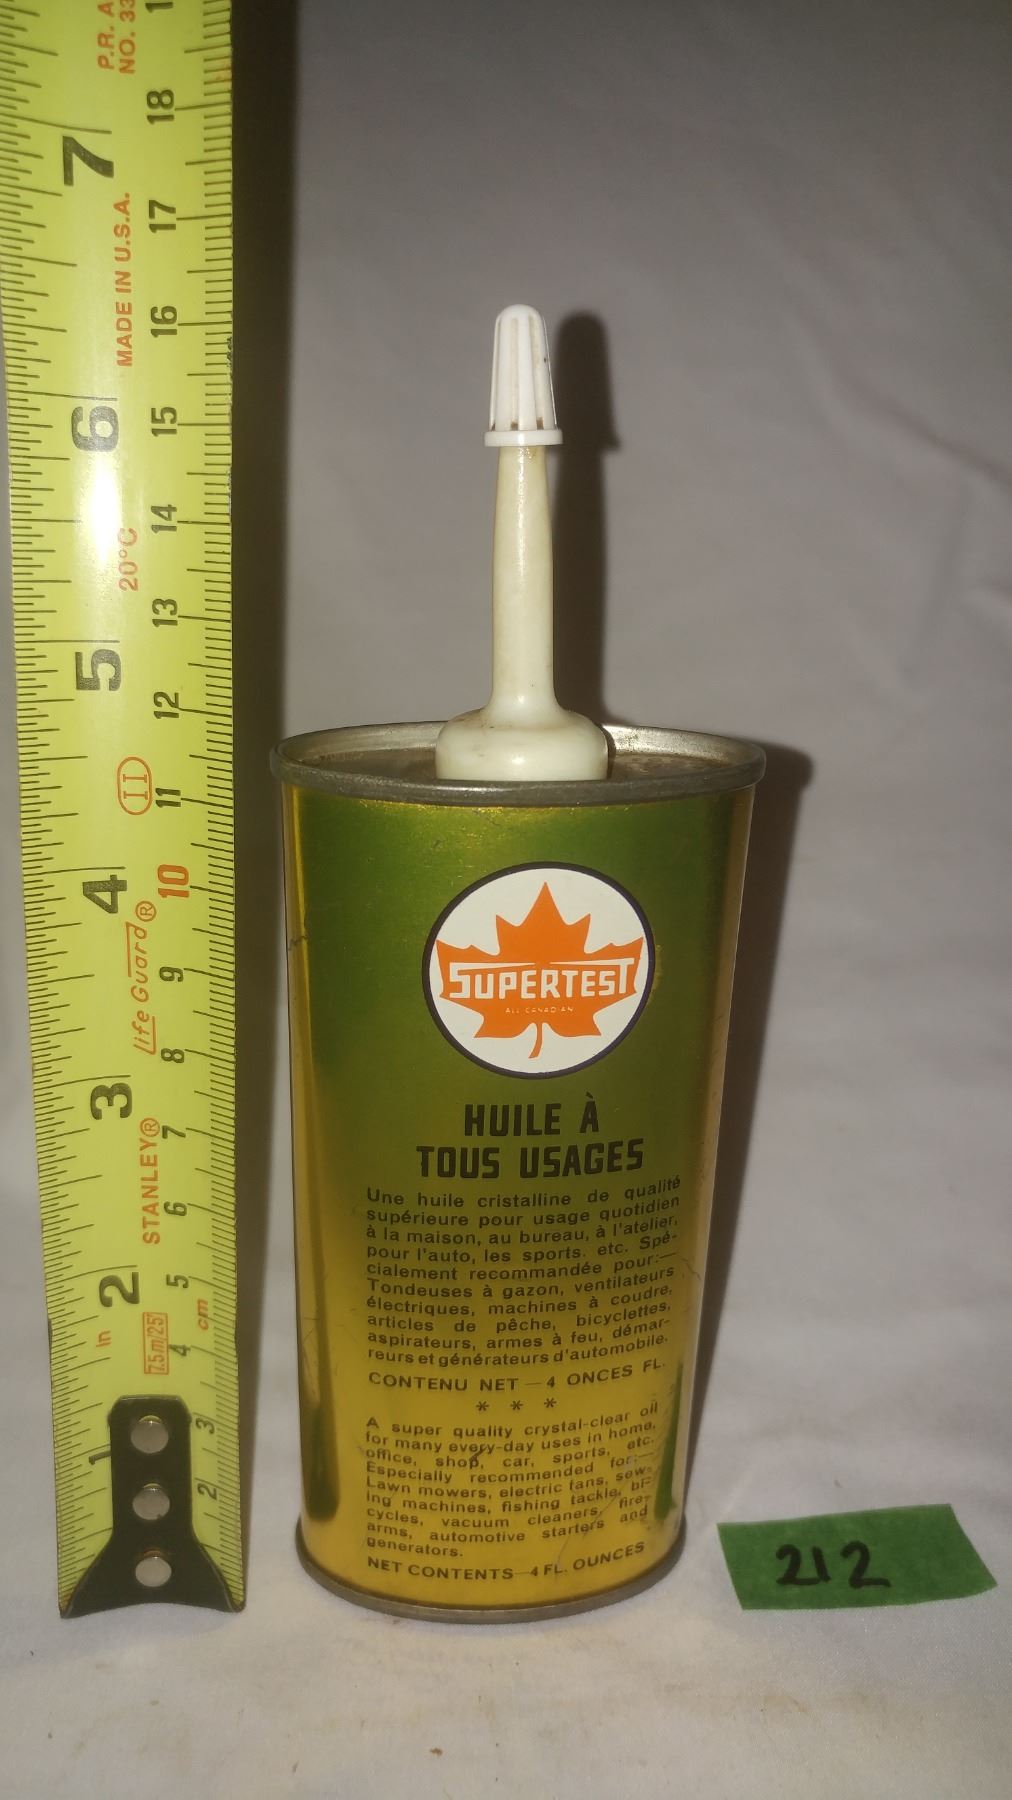 P.R. A
NO. 33
18
7
17
MADE IN U.S.A.
16
6
15
14
20°C
13
5
12
II
11
4
10
Life Guard®
9
8
3
7
STANLEY®
6
2
5
in
cm
7.5m/25'
4
3
1
2
SUPERTEST
ALL CANADIAN
HUILE À
TOUS USAGES
Une huile cristalline de qualité
supérieure pour usage quotidien
à la maison, au bureau, à l'atelier,
pour l'auto, les sports. etc. Spé-
cialement recommandée pour:—
Tondeuses à gazon, ventilateurs
électriques, machines à coudre,
articles de pêche, bicyclettes,
aspirateurs, armes à feu, démar-
reurs et générateurs d'automobile.
CONTENU NET — 4 ONCES FL.
* * *
A super quality crystal-clear oil
for many every-day uses in home,
office, shop, car, sports, etc.
Especially recommended for:—
Lawn mowers, electric fans, sew-
ing machines, fishing tackle, bi-
cycles, vacuum cleaners, fire-
arms, automotive starters and
generators.
NET CONTENTS—4 FL. OUNCES
212